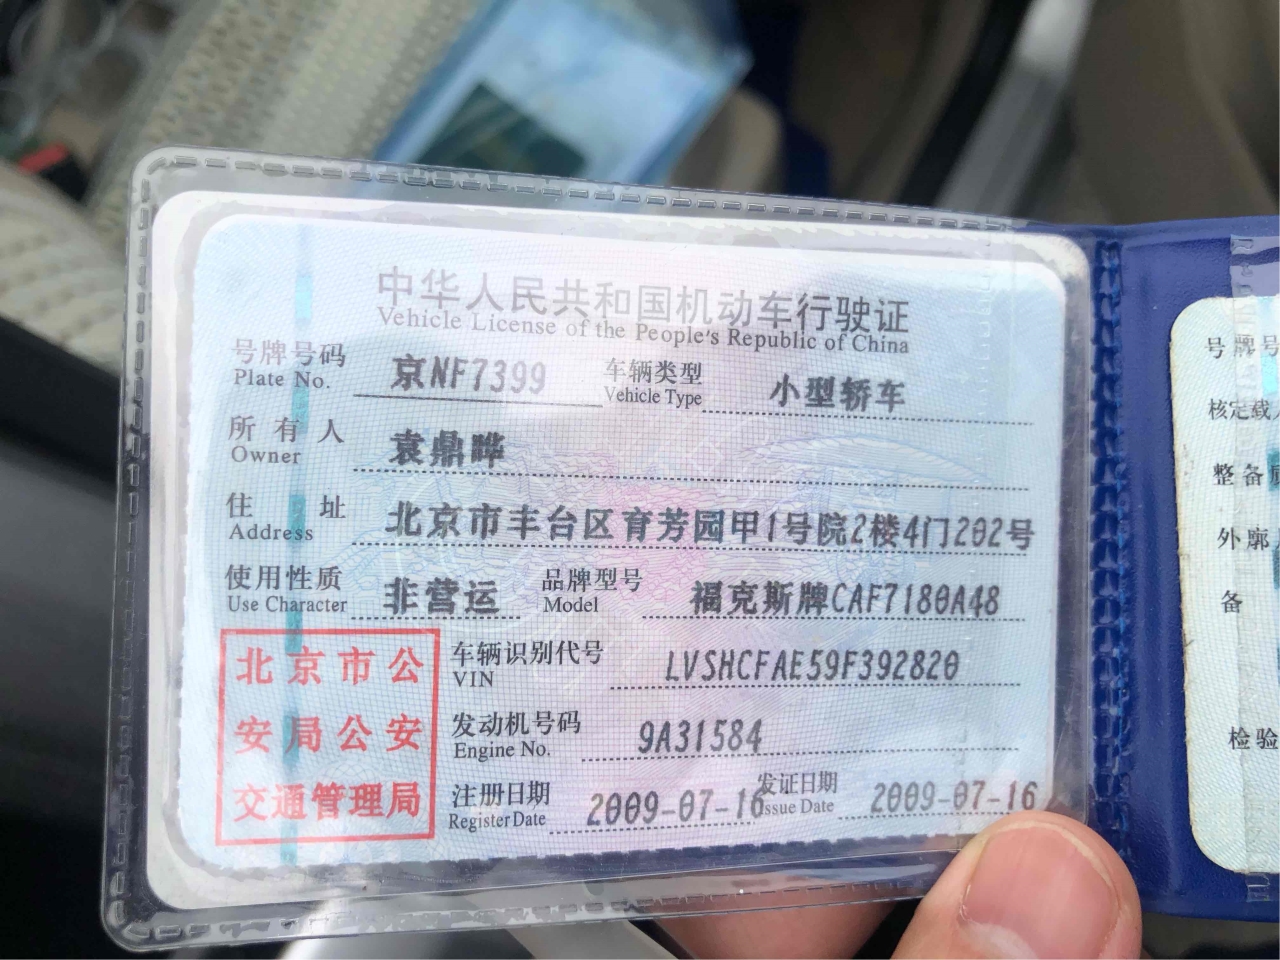 中华人民共和国机动车行驶证
Vehicle License of the People's Republic of China
号牌号码 京NF7399 车辆类型 小型轿车
Plate No. Vehicle Type
所有人 袁鼎晔
Owner
住址 北京市丰台区育芳园甲1号院2楼4门202号
Address
使用性质 非营运 品牌型号 福克斯牌CAF7180A48
Use Character Model
车辆识别代号 LVSHCFAE59F392820
VIN
发动机号码 9A31584
Engine No.
注册日期 2009-07-16 发证日期 2009-07-16
Register Date Issue Date
北京市公
安局公安
交通管理局
号牌号
核定载
整备
外廓
备
检验